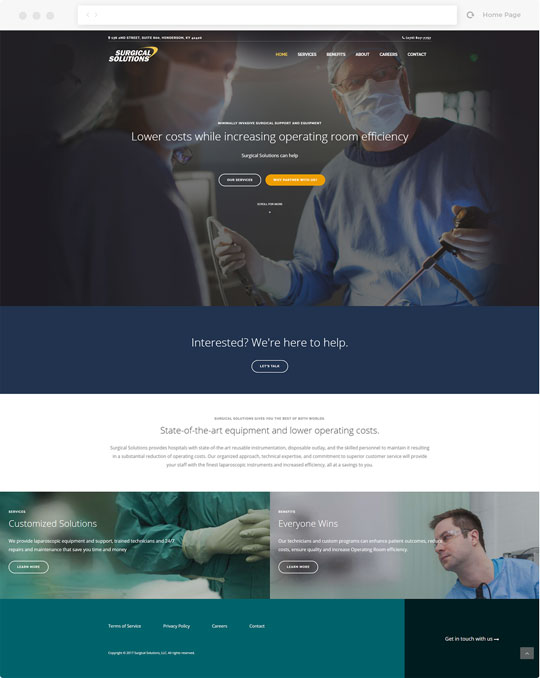 Home Page
138 2ND STREET, SUITE 800, HENDERSON, KY 42420
SURGICAL
SOLUTIONS
HOME SERVICES BENEFITS ABOUT CAREERS CONTACT
MINIMALLY INVASIVE SURGICAL SUPPORT AND EQUIPMENT
Lower costs while increasing operating room efficiency
Surgical Solutions can help
OUR SERVICES WHY PARTNER WITH US?
SCROLL FOR MORE
Interested? We're here to help.
LET'S TALK
SURGICAL SOLUTIONS GIVES YOU THE BEST OF BOTH WORLDS
State-of-the-art equipment and lower operating costs.
Surgical Solutions provides hospitals with state-of-the-art reusable instrumentation, disposable outlay, and the skilled personnel to maintain it resulting
in a substantial reduction of operating costs. Our organized approach, technical expertise, and commitment to superior customer service will provide
your staff with the finest laparoscopic instruments and increased efficiency, all at a savings to you.
SERVICES
Customized Solutions
We provide laparoscopic equipment and support, trained technicians and 24/7
repairs and maintenance that save you time and money
LEARN MORE
BENEFITS
Everyone Wins
Our technicians and custom programs can enhance patient outcomes, reduce
costs, ensure quality and increase Operating Room efficiency.
LEARN MORE
Terms of Service Privacy Policy Careers Contact
Get in touch with us
Copyright © 2017 Surgical Solutions, LLC. All rights reserved.